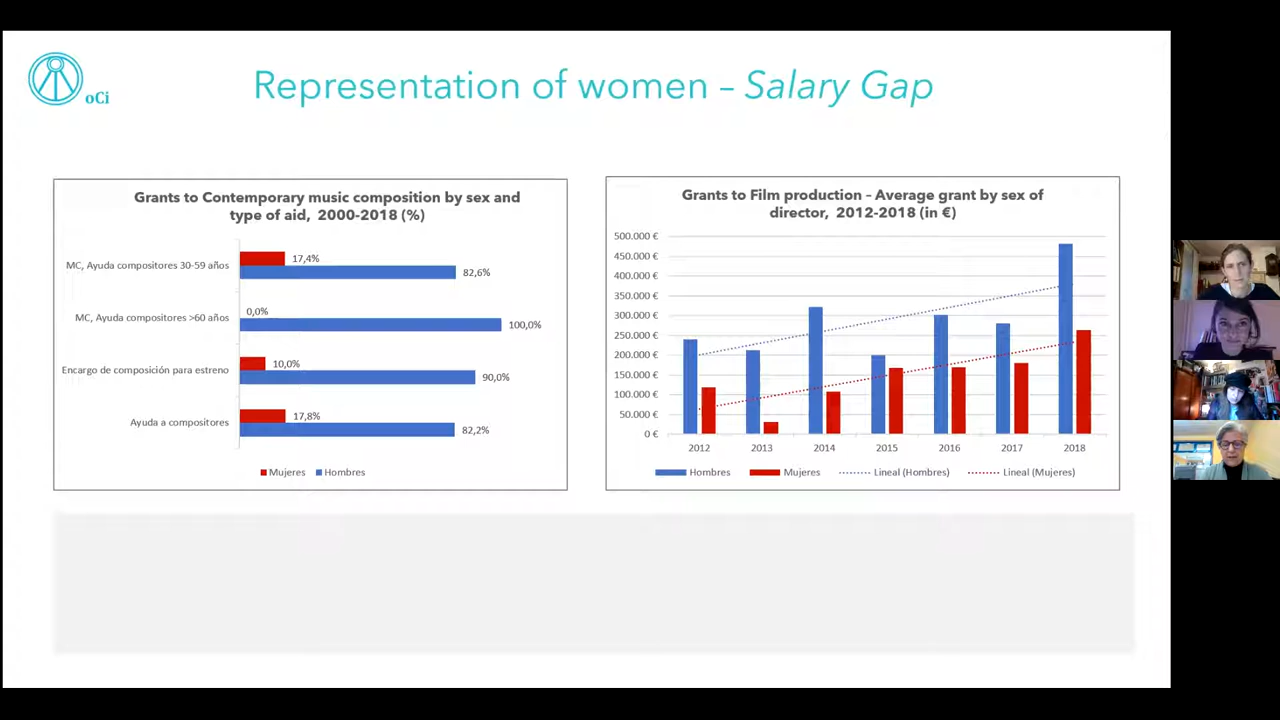 oCi
Representation of women – Salary Gap
Grants to Contemporary music composition by sex and
type of aid, 2000-2018 (%)
MC, Ayuda compositores 30-59 años
17,4%
82,6%
MC, Ayuda compositores >60 años
0,0%
100,0%
Encargo de composición para estreno
10,0%
90,0%
Ayuda a compositores
17,8%
82,2%
Mujeres Hombres
Grants to Film production – Average grant by sex of
director, 2012-2018 (in €)
500.000 €
450.000 €
400.000 €
350.000 €
300.000 €
250.000 €
200.000 €
150.000 €
100.000 €
50.000 €
0 €
2012 2013 2014 2015 2016 2017 2018
Hombres Mujeres Lineal (Hombres) Lineal (Mujeres)